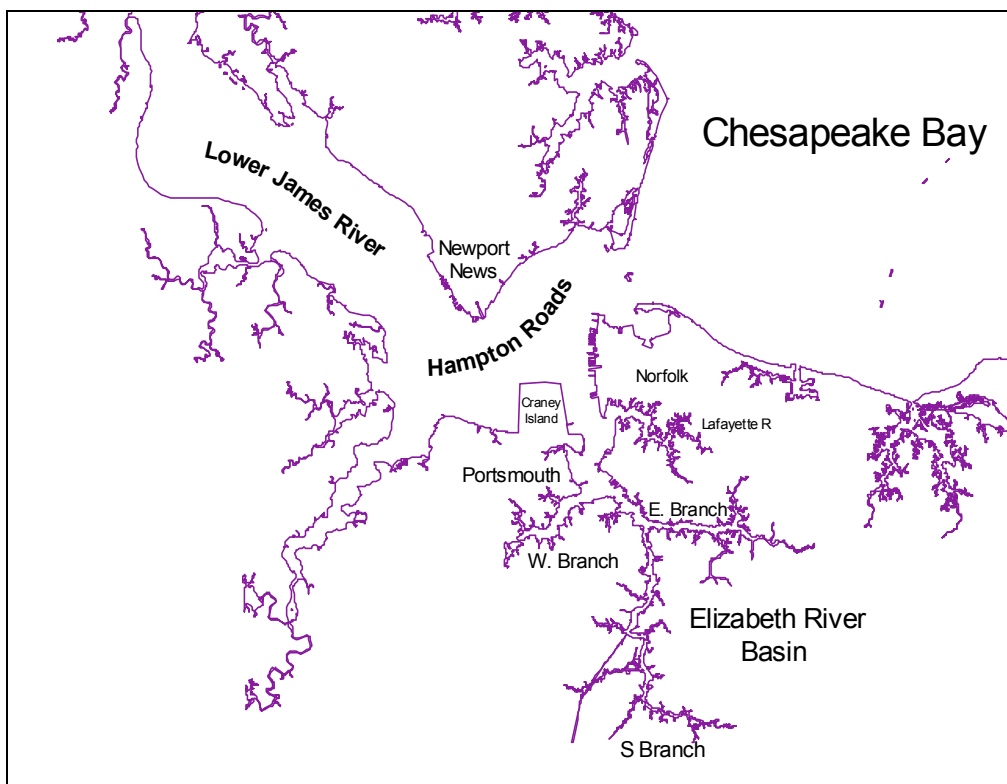 Chesapeake Bay
Lower James River
Newport
News
Hampton Roads
Norfolk
Craney
Island
Lafayette R
Portsmouth
E. Branch
W. Branch
Elizabeth River
Basin
S Branch